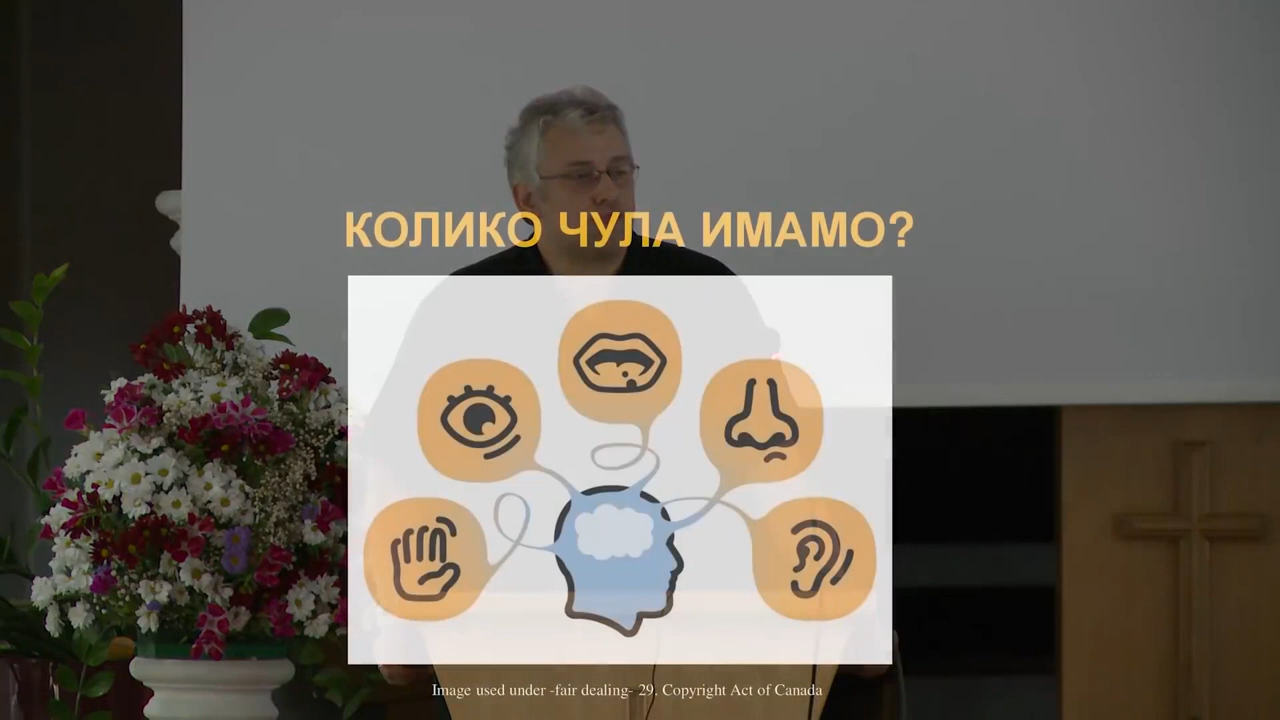 КОЛИКО ЧУЛА ИМАМО?
Image used under -fair dealing- 29. Copyright Act of Canada